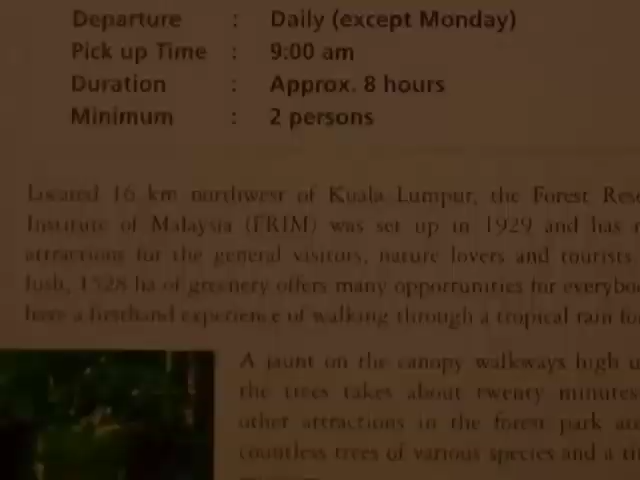 Departure : Daily (except Monday)
Pick up Time : 9:00 am
Duration : Approx. 8 hours
Minimum : 2 persons
Located 16 km northwest of Kuala Lumpur, the Forest
Institute of Malaysia (FRIM) was set up in 1929 and has
attractions for the general visitors, nature lovers and tourists
lush, 1528 ha of greenery offers many opportunities for
have a firsthand experience of walking through a tropical rain
A jaunt on the canopy walkways high
the trees takes about twenty minutes
other attractions in the forest park
countless trees of various species and a